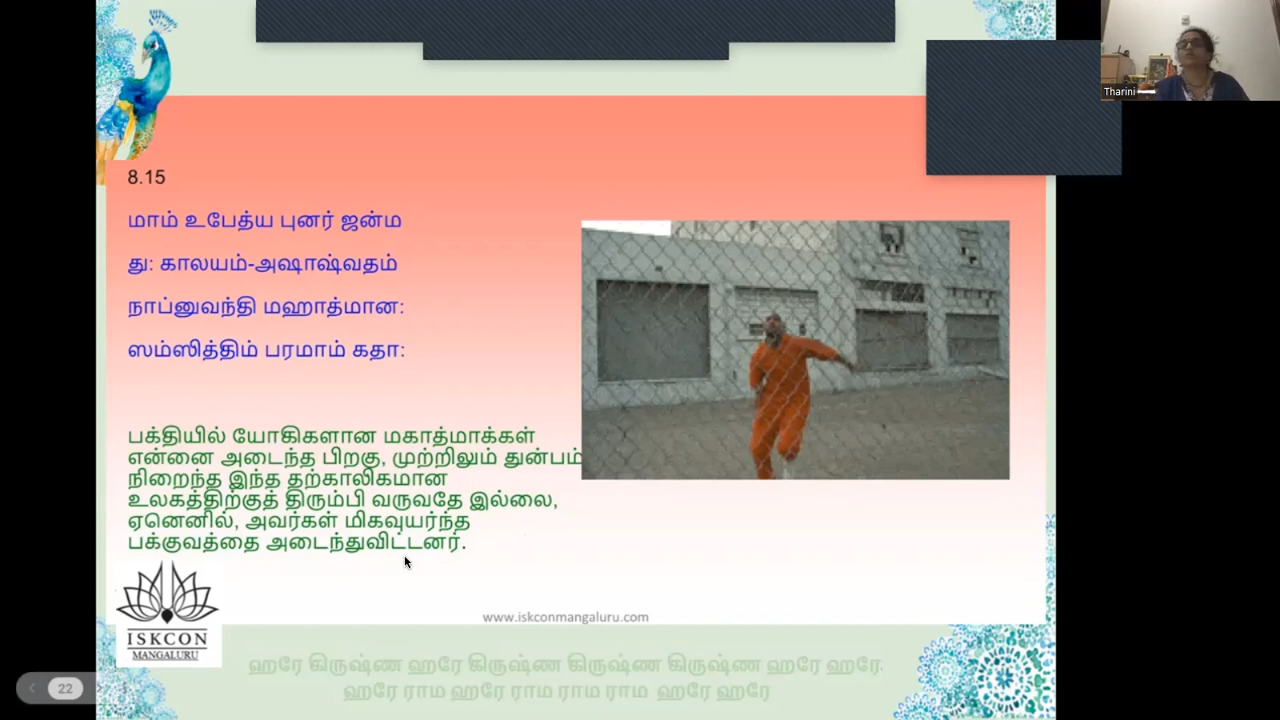 Tharini
8.15
மாம் உபேத்ய புனர் ஜன்ம
து: காலயம்-அஷாஷ்வதம்
நாப்னுவந்தி மஹாத்மான:
ஸம்ஸித்திம் பரமாம் கதா:
பக்தியில் யோகிகளான மகாத்மாக்கள்
என்னை அடைந்த பிறகு, முற்றிலும் துன்பம்
நிறைந்த இந்த தற்காலிகமான
உலகத்திற்குத் திரும்பி வருவதே இல்லை,
ஏனெனில், அவர்கள் மிகவுயர்ந்த
பக்குவத்தை அடைந்துவிட்டனர்.
ISKCON
MANGALURU
www.iskconmangaluru.com
ஹரே கிருஷ்ண ஹரே கிருஷ்ண கிருஷ்ண கிருஷ்ண ஹரே ஹரே
ஹரே ராம ஹரே ராம ராம ராம ஹரே ஹரே
22